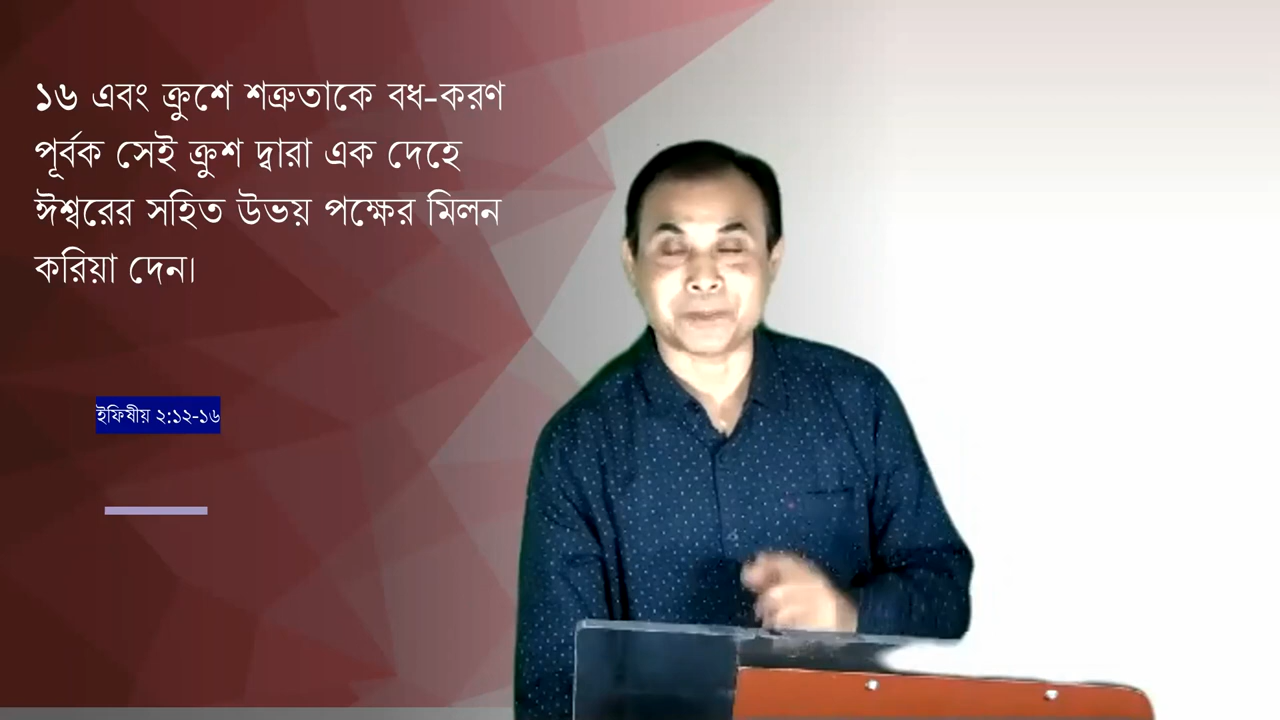 ১৬ এবং ক্রুশে শত্রুতাকে বধ-করণ
পূর্বক সেই ক্রুশ দ্বারা এক দেহে
ঈশ্বরের সহিত উভয় পক্ষের মিলন
করিয়া দেন।
ইফিষীয় ২:১২-১৬